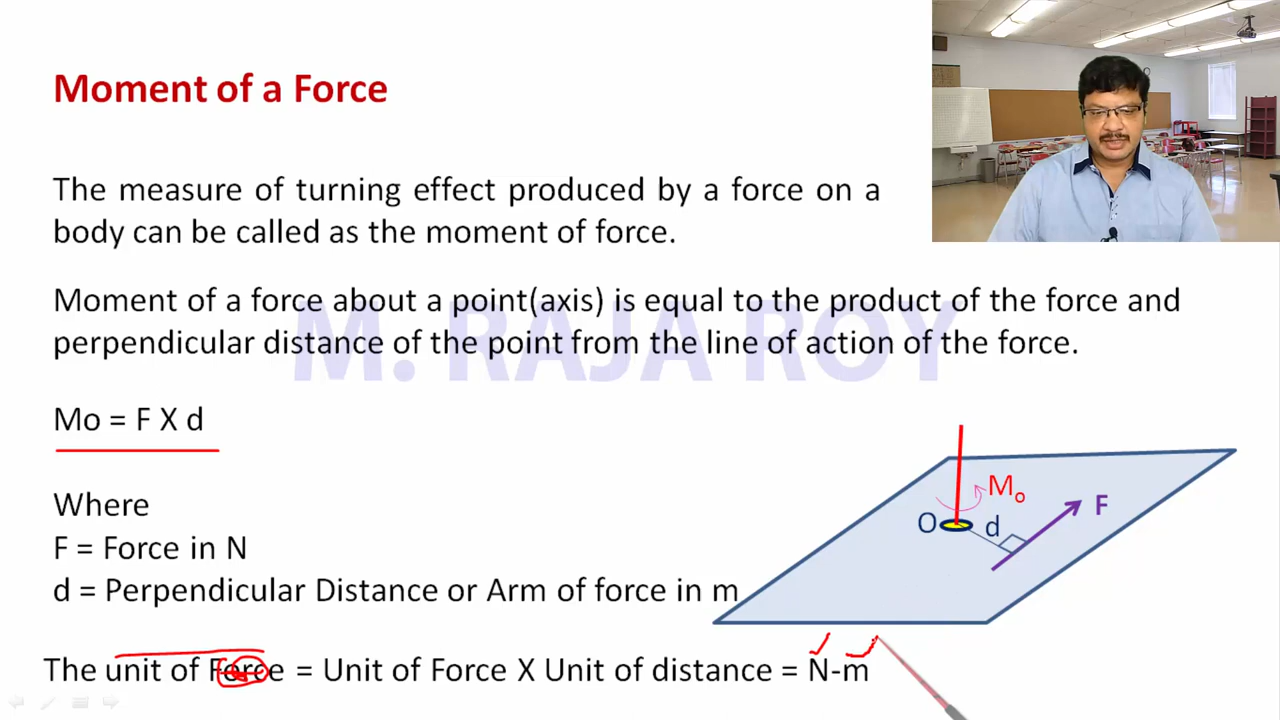 Moment of a Force
The measure of turning effect produced by a force on a
body can be called as the moment of force.
Moment of a force about a point(axis) is equal to the product of the force and
perpendicular distance of the point from the line of action of the force.
M. RAJA ROY
Mo = F X d
Where
F = Force in N
d = Perpendicular Distance or Arm of force in m
The unit of Force = Unit of Force X Unit of distance = N-m
Mo
O
d
F